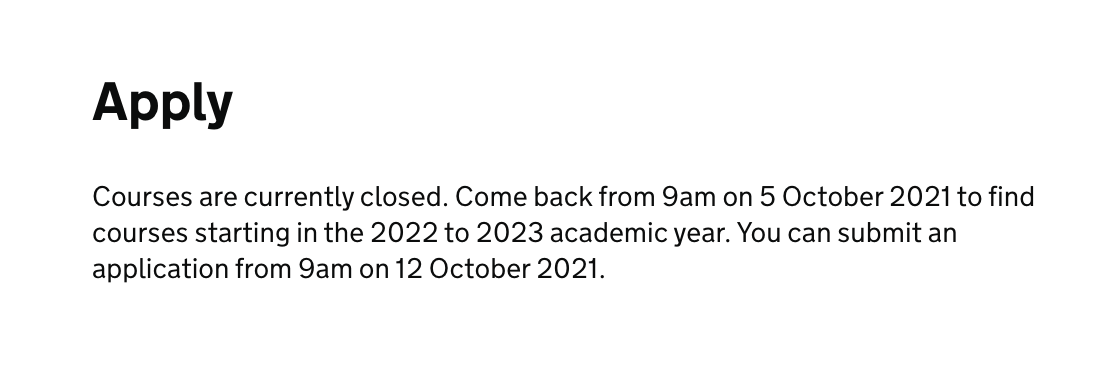 Apply
Courses are currently closed. Come back from 9am on 5 October 2021 to find
courses starting in the 2022 to 2023 academic year. You can submit an
application from 9am on 12 October 2021.